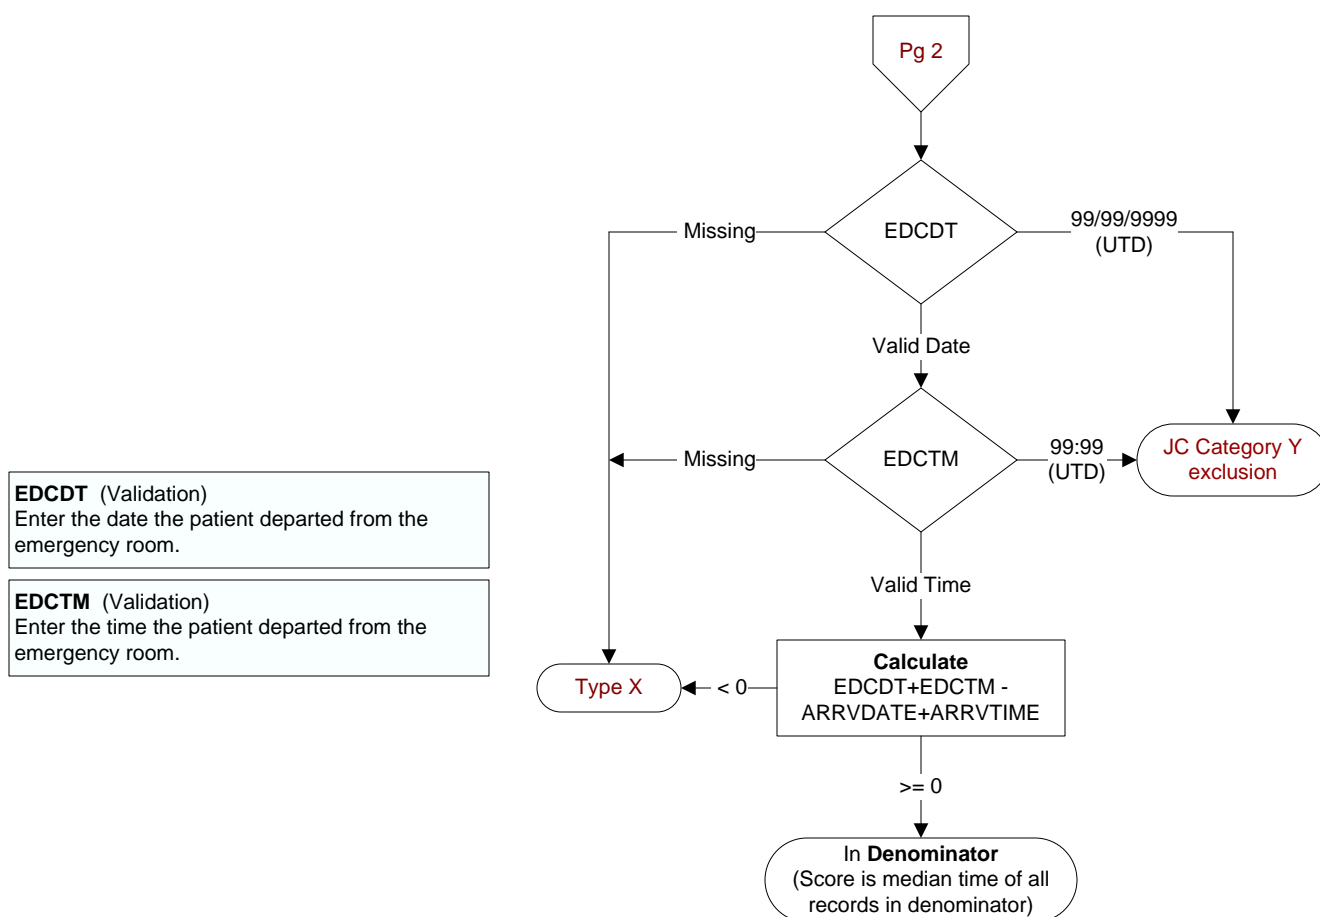 Pg 2
Missing
EDCDT
99/99/9999
(UTD)
Valid Date
Missing
EDCTM
99:99
(UTD)
JC Category Y
exclusion
EDCDT (Validation)
Enter the date the patient departed from the
emergency room.
EDCTM (Validation)
Enter the time the patient departed from the
emergency room.
Valid Time
Type X
< 0
Calculate
EDCDT+EDCTM -
ARRVDATE+ARRVTIME
>= 0
In Denominator
(Score is median time of all
records in denominator)